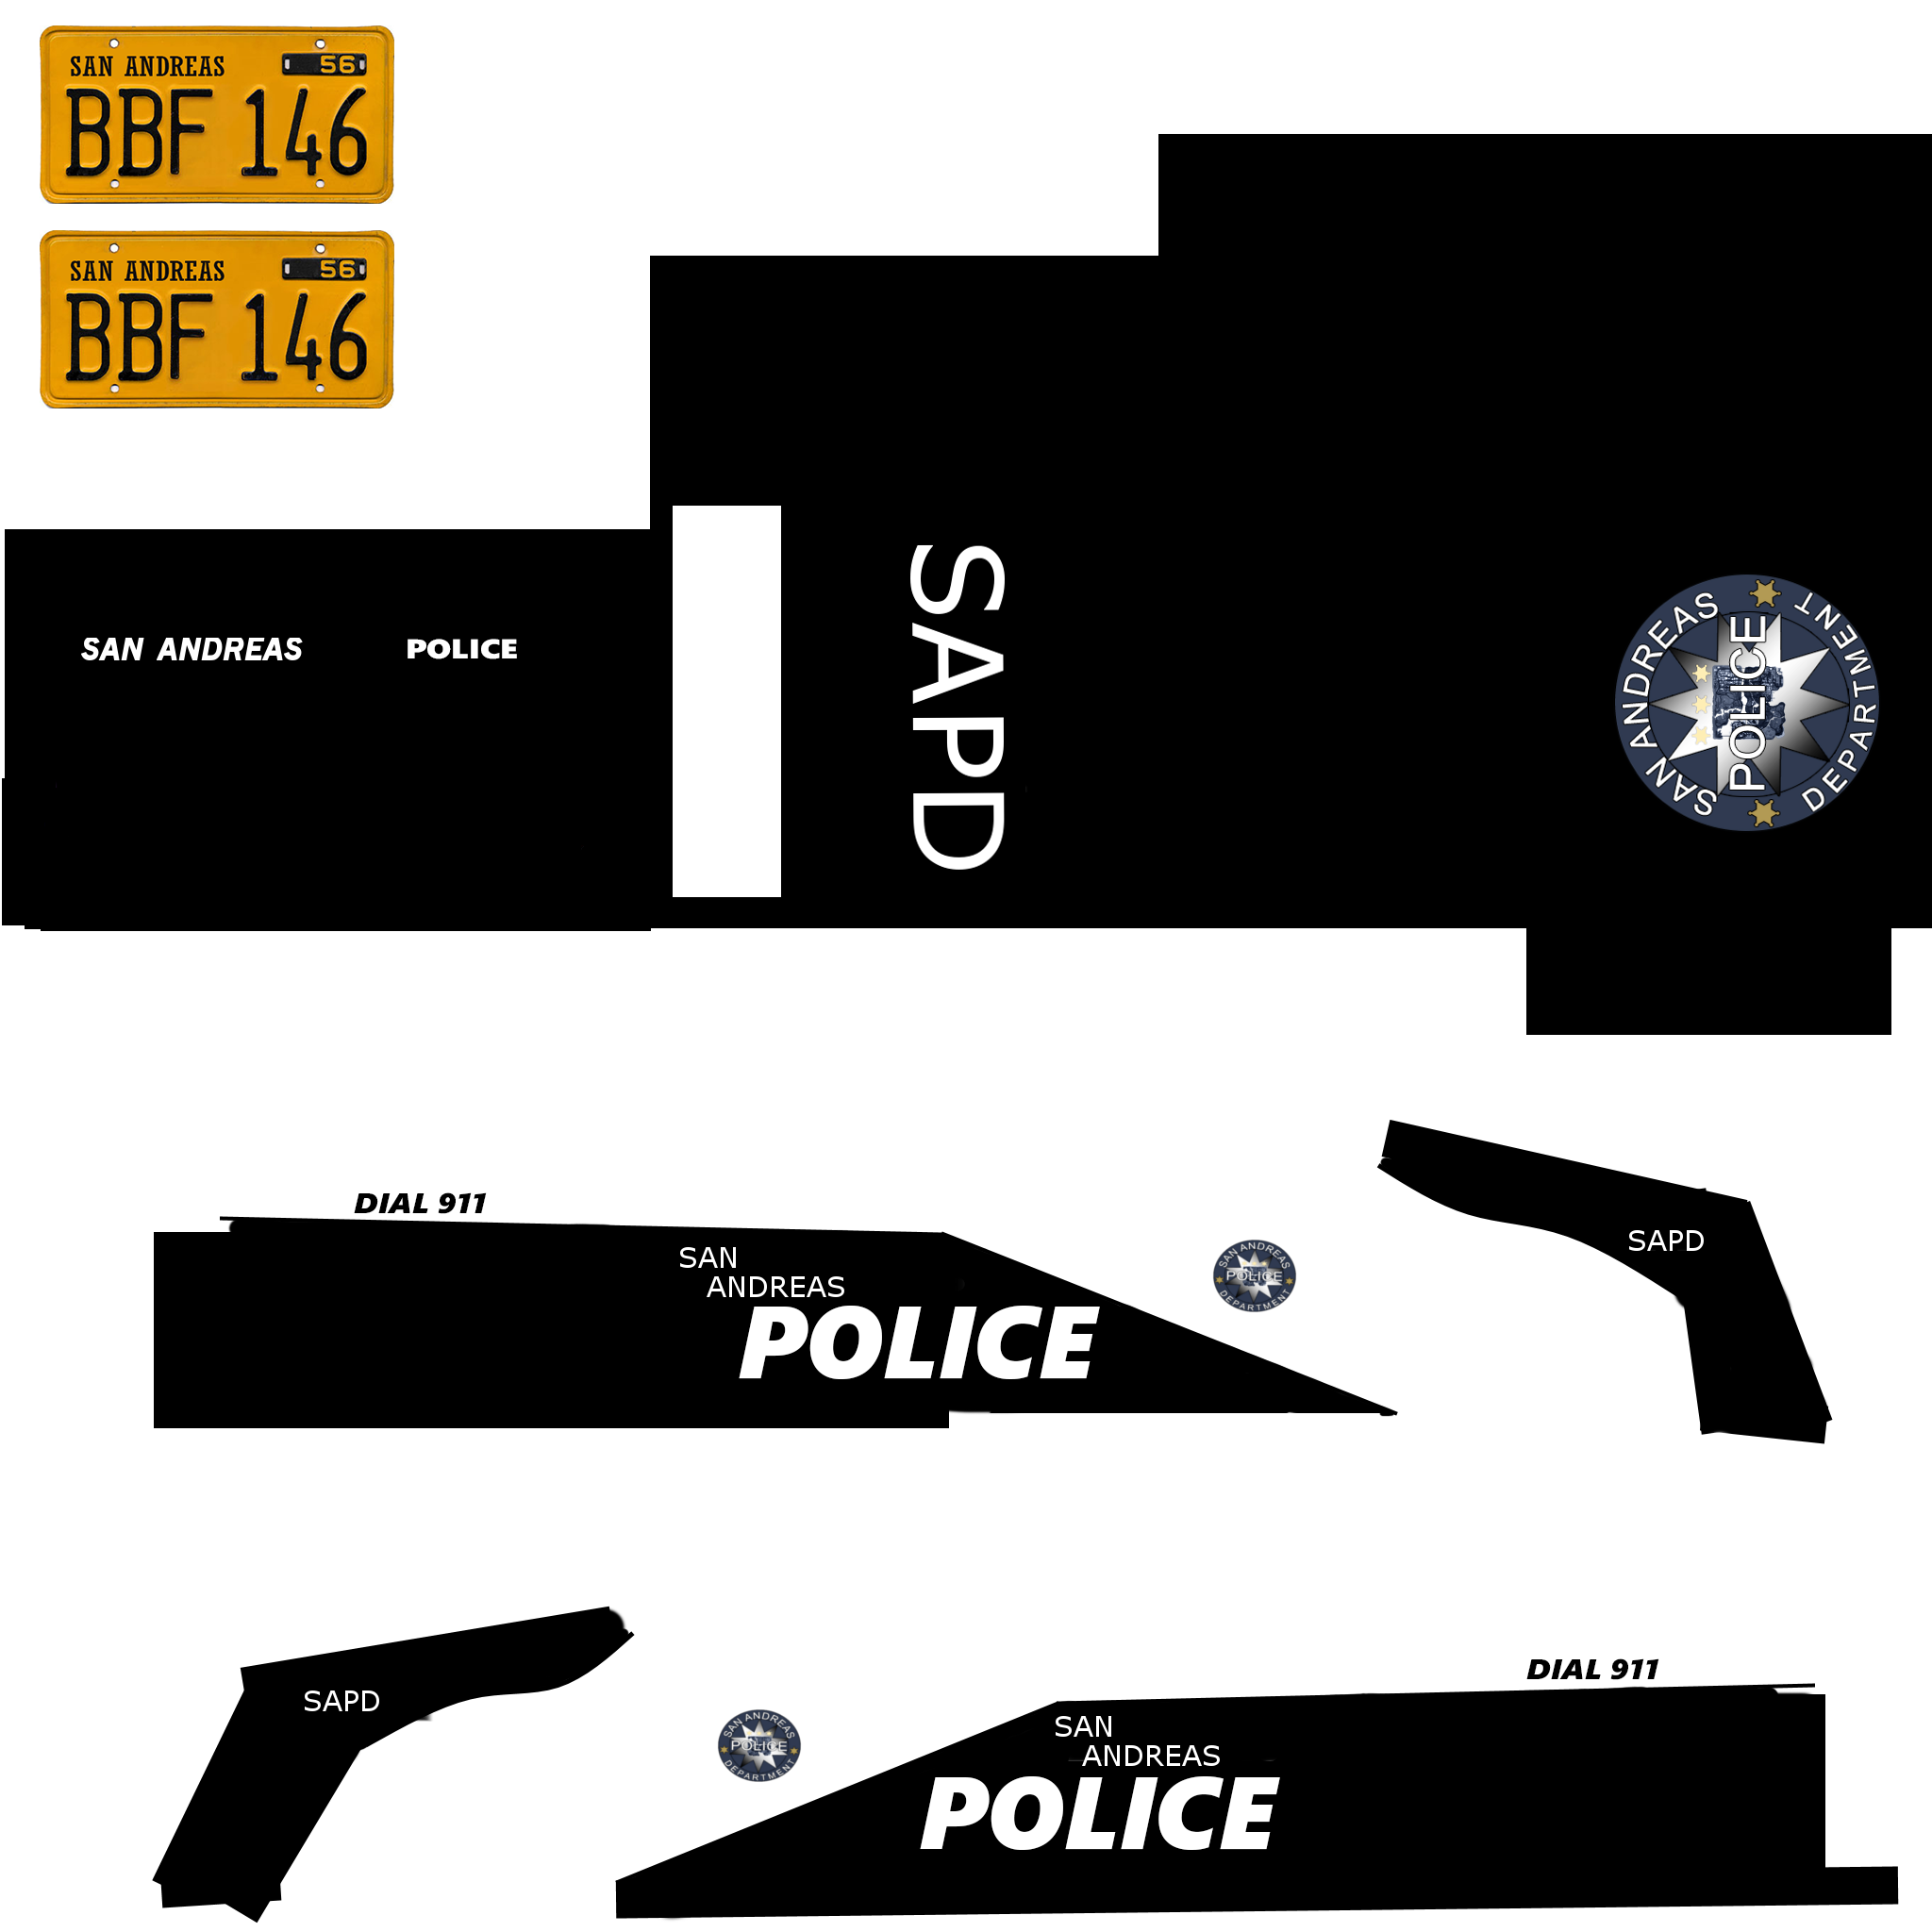 SAN ANDREAS 56
BBF 146
SAN ANDREAS 56
BBF 146
SAN ANDREAS POLICE
SAPD
SAN ANDREAS
POLICE
DEPARTMENT
DIAL 911
SAN
ANDREAS
POLICE
SAN ANDREAS
POLICE
DEPARTMENT
SAPD
SAPD
SAN ANDREAS
POLICE
DEPARTMENT
DIAL 911
SAN
ANDREAS
POLICE